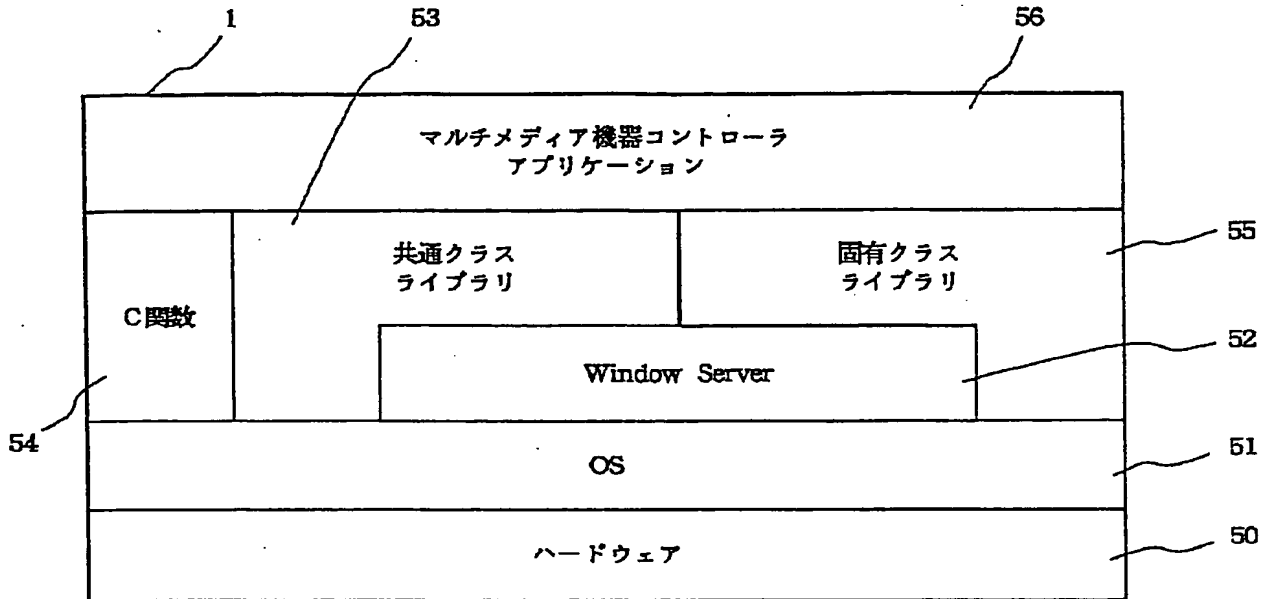 1
53
56
マルチメディア機器コントローラ
アプリケーション
共通クラス
ライブラリ
固有クラス
ライブラリ
55
C関数
52
Window Server
54
OS
51
ハードウェア
50